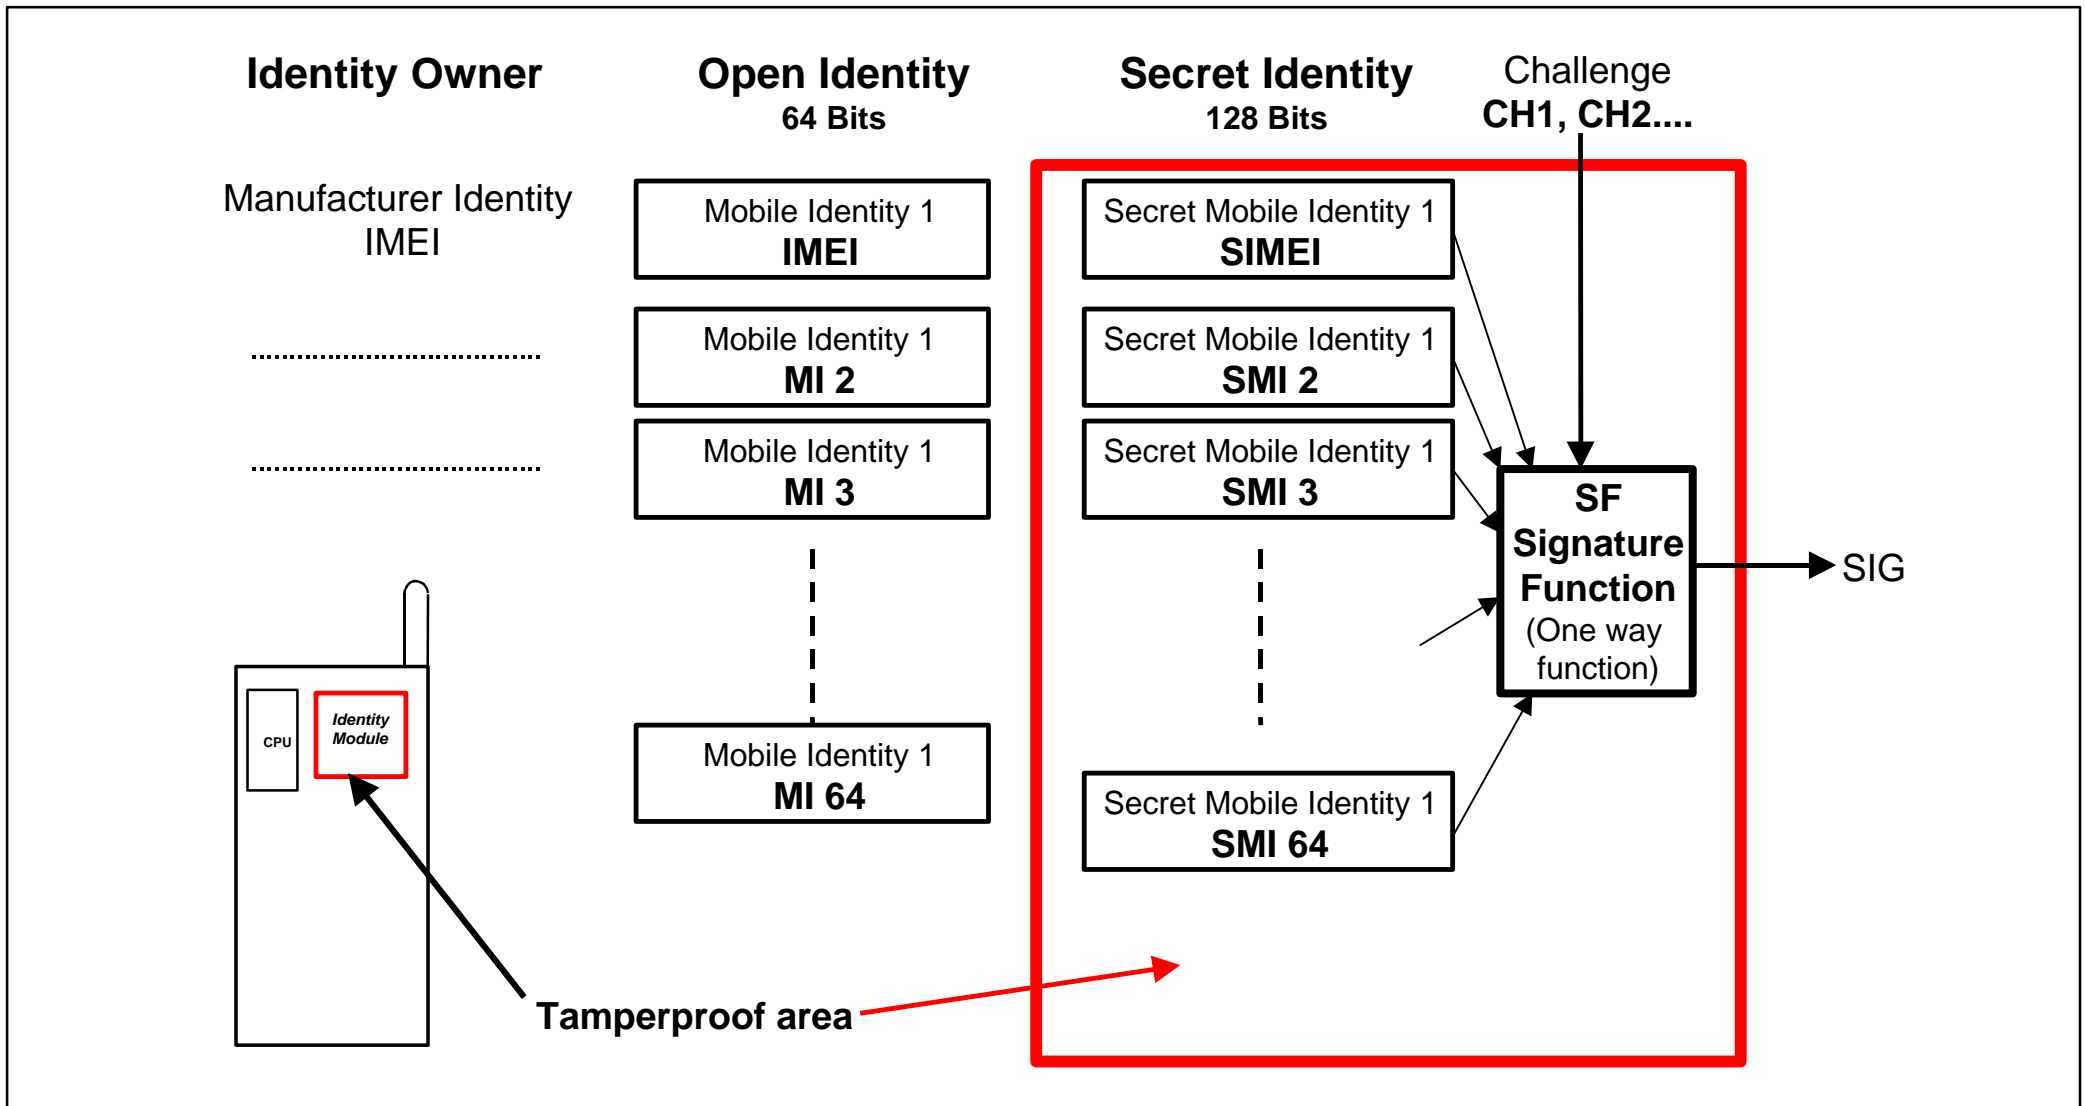 Identity Owner
Open Identity
64 Bits
Secret Identity
128 Bits
Challenge
CH1, CH2....
Manufacturer Identity
IMEI
Mobile Identity 1
IMEI
Secret Mobile Identity 1
SIMEI
Mobile Identity 1
MI 2
Secret Mobile Identity 1
SMI 2
Mobile Identity 1
MI 3
Secret Mobile Identity 1
SMI 3
SF
Signature
Function
(One way
function)
SIG
CPU
Identity
Module
Mobile Identity 1
MI 64
Secret Mobile Identity 1
SMI 64
Tamperproof area